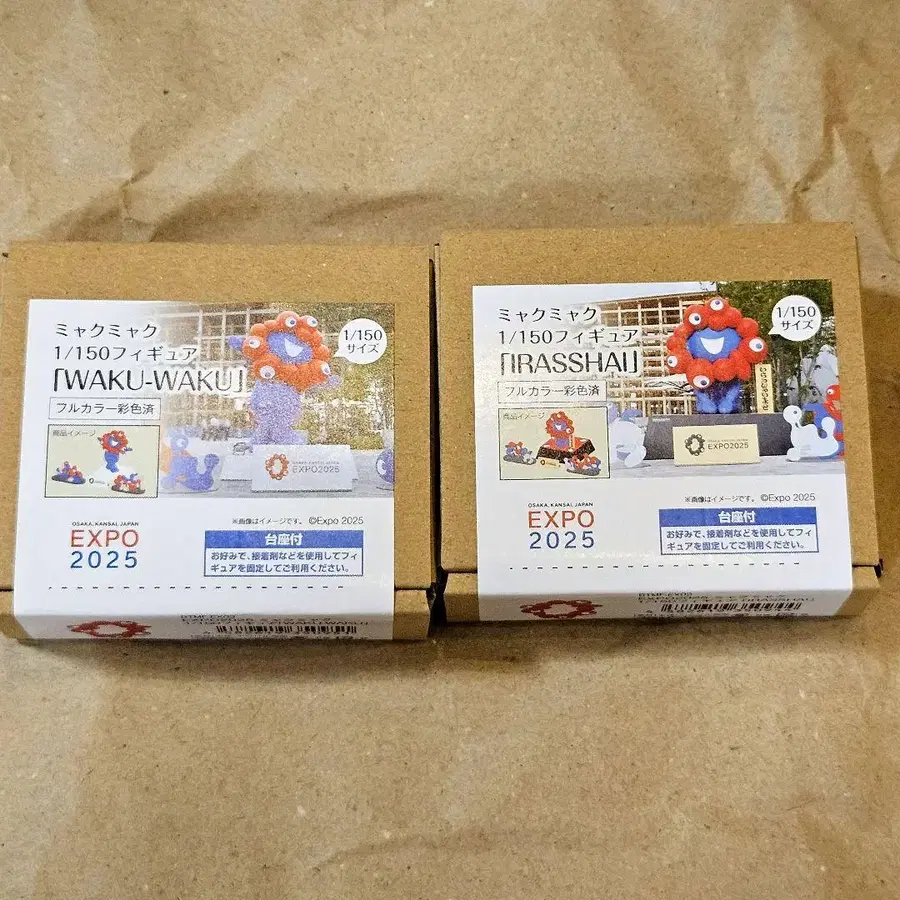 ミャクミャク
1/150フィギュア
「WAKU-WAKU」
フルカラー彩色済
1/150
サイズ
商品イメージ
EXPO2025
※画像はイメージです。 ©Expo 2025
OSAKA, KANSAI, JAPAN
EXPO
2025
台座付
お好みで、接着剤などを使用してフィ
ギュアを固定してご利用ください。
ミャクミャク
1/150フィギュア
「IRASSHAI」
フルカラー彩色済
1/150
サイズ
商品イメージ
EXPO2025
※画像はイメージです。 ©Expo 2025
OSAKA, KANSAI, JAPAN
EXPO
2025
台座付
お好みで、接着剤などを使用してフィ
ギュアを固定してご利用ください。